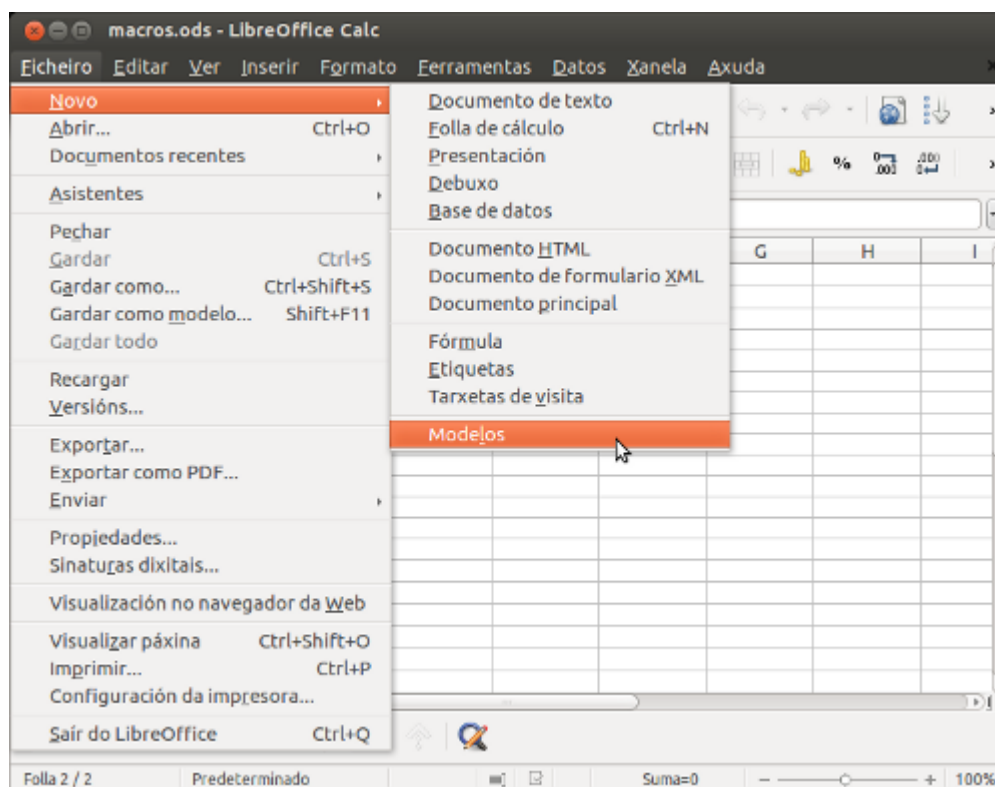 macros.ods - LibreOffice Calc
Ficheiro Editar Ver Inserir Formato Ferramentas Datos Xanela Axuda
Novo
Abrir... Ctrl+O
Documentos recentes
Asistentes
Pechar
Gardar Ctrl+S
Gardar como... Ctrl+Shift+S
Gardar como modelo... Shift+F11
Gardar todo
Recargar
Versións...
Exportar...
Exportar como PDF...
Enviar
Propiedades...
Sinaturas dixitais...
Visualización no navegador da Web
Visualizar páxina Ctrl+Shift+O
Imprimir... Ctrl+P
Configuración da impresora...
Saír do LibreOffice Ctrl+Q
Documento de texto
Folla de cálculo Ctrl+N
Presentación
Debuxo
Base de datos
Documento HTML
Documento de formulario XML
Documento principal
Fórmula
Etiquetas
Tarxetas de visita
Modelos
G H I
Folla 2 / 2 Predeterminado Suma=0 100%